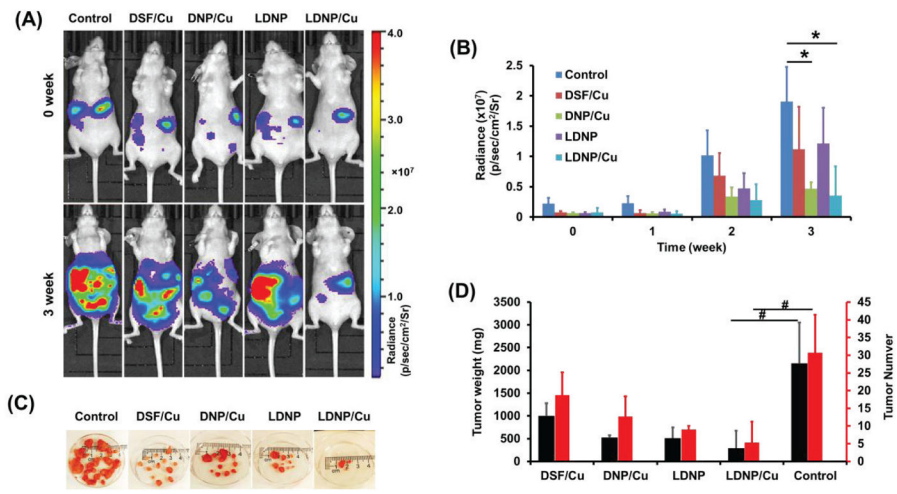 (A)
Control DSF/Cu DNP/Cu LDNP LDNP/Cu
0 week
3 week
4.0
3.0
×10⁷
2.0
1.0
Radiance
(p/sec/cm2/Sr)
(B)
Radiance (x10⁷)
(p/sec/cm2/Sr)
2.5
2
1.5
1
0.5
0
Control
DSF/Cu
DNP/Cu
LDNP
LDNP/Cu
*
*
0 1 2 3
Time (week)
(C)
Control DSF/Cu DNP/Cu LDNP LDNP/Cu
(D)
Tumor weight (mg)
3500
3000
2500
2000
1500
1000
500
0
#
#
45
40
35
30
25
20
15
10
5
0
Tumor Numver
DSF/Cu DNP/Cu LDNP LDNP/Cu Control